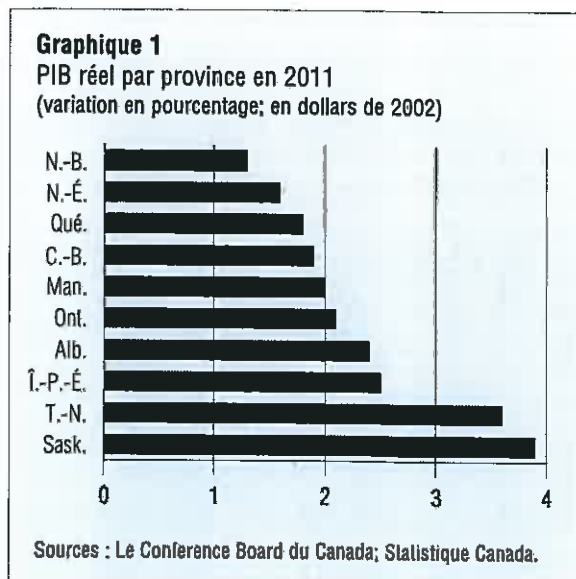 Graphique 1
PIB réel par province en 2011
(variation en pourcentage; en dollars de 2002)
N.-B.
N.-É.
Qué.
C.-B.
Man.
Ont.
Alb.
Î.-P.-É.
T.-N.
Sask.
0 1 2 3 4
Sources : Le Conference Board du Canada; Statistique Canada.